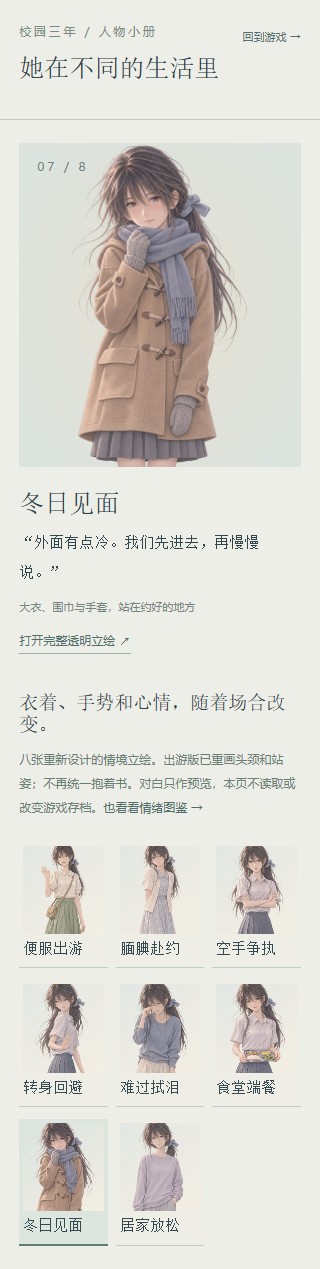 校园三年 / 人物小册
回到游戏 →
她在不同的生活里
07 / 8
冬日见面
“外面有点冷。我们先进去，再慢慢
说。”
大衣、围巾与手套，站在约好的地方
打开完整透明立绘 ↗
衣着、手势和心情，随着场合改
变。
八张重新设计的情境立绘。出游版已重画头颈和站
姿；不再统一抱着书。对白只作预览，本页不读取或
改变游戏存档。也看看情绪图鉴 →
便服出游
腼腆赴约
空手争执
转身回避
难过拭泪
食堂端餐
冬日见面
居家放松